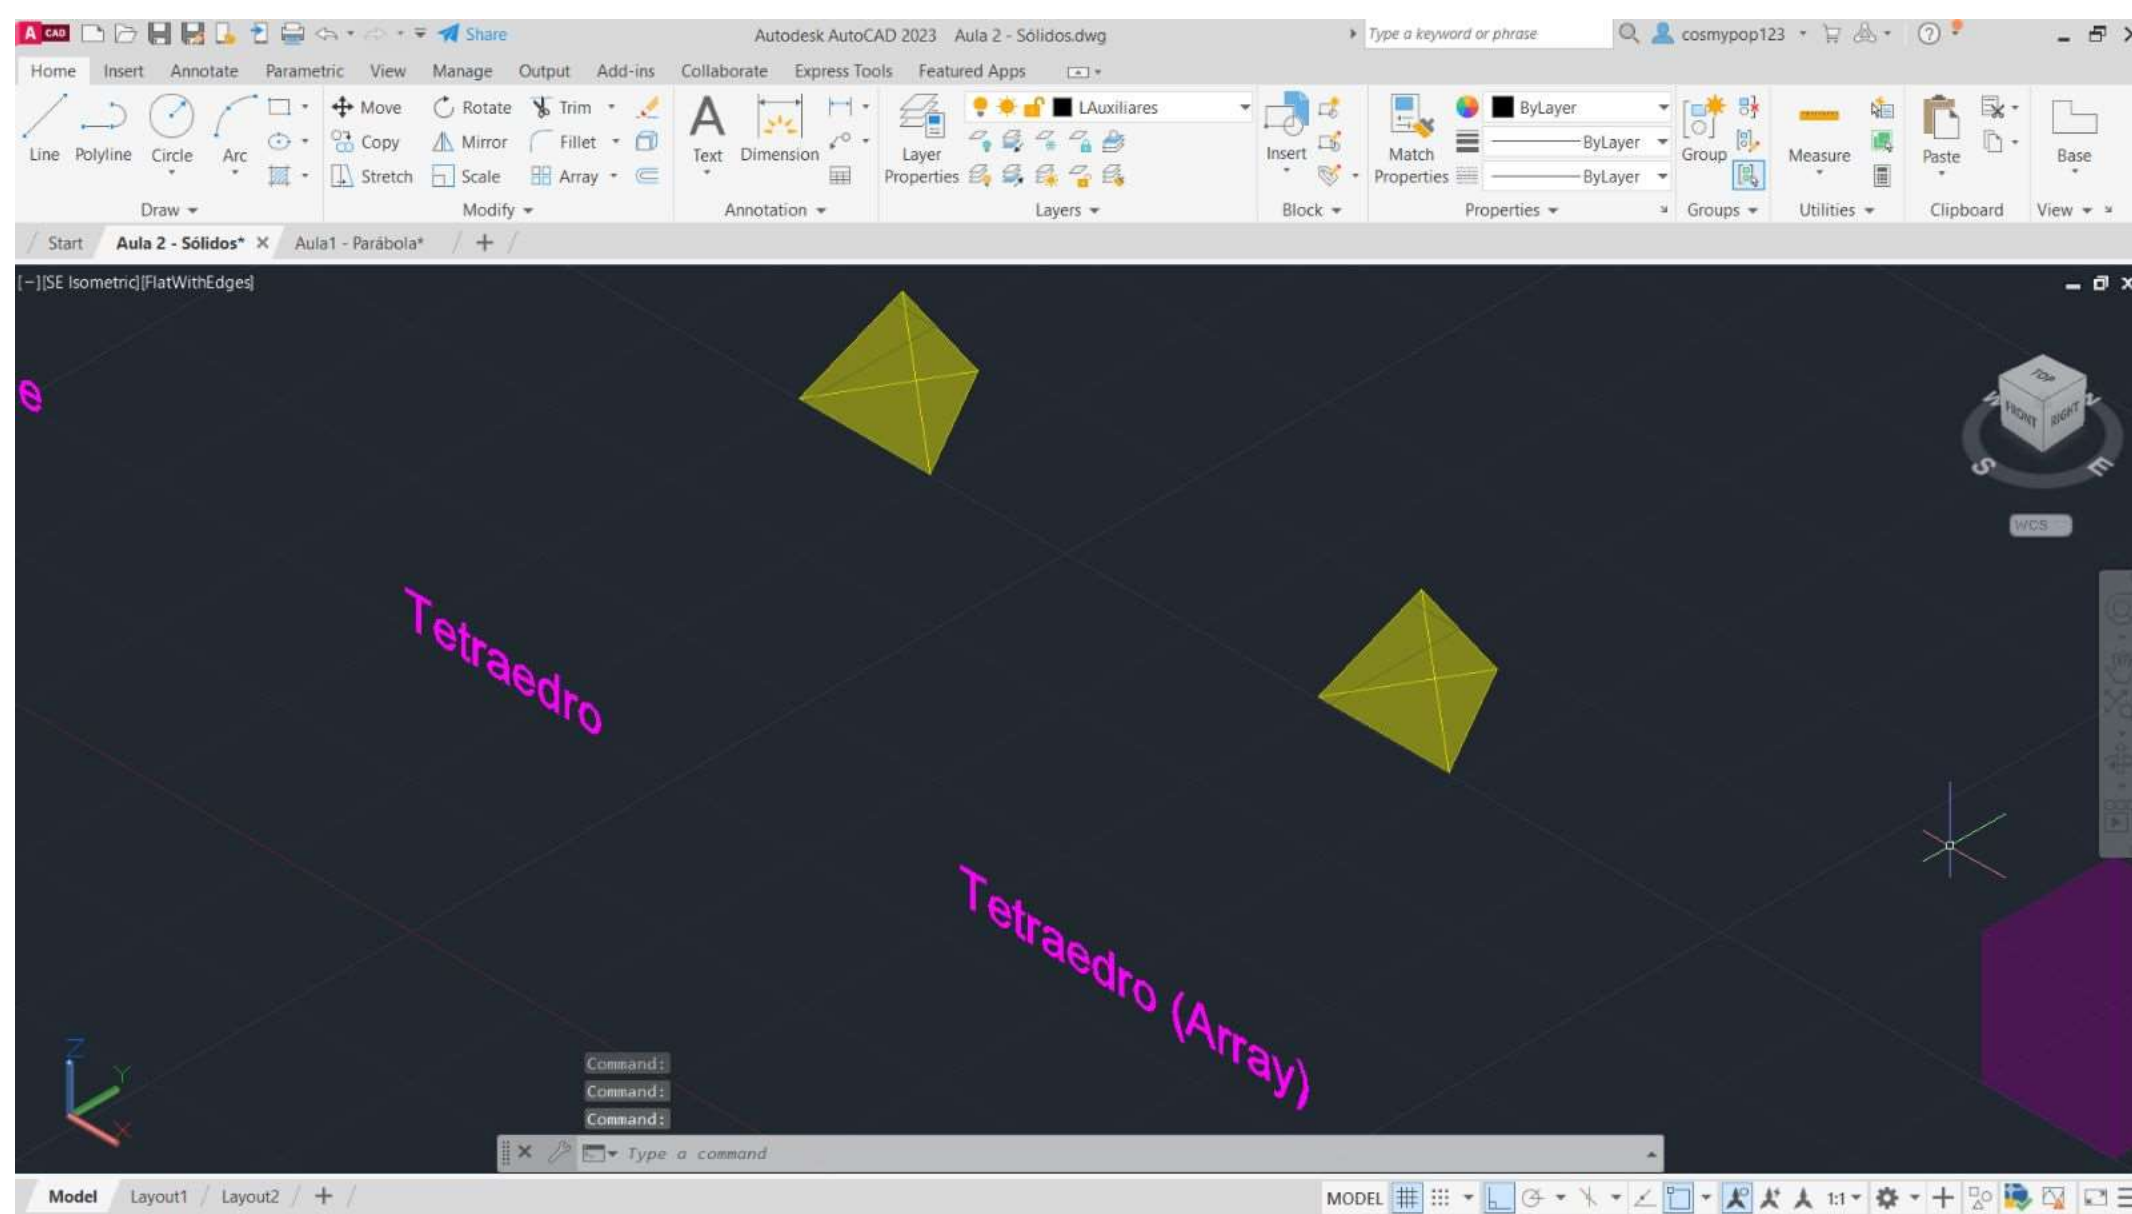 A CAD
Share
Autodesk AutoCAD 2023 Aula 2 - Sólidos.dwg
Type a keyword or phrase
cosmypop123
Home Insert Annotate Parametric View Manage Output Add-ins Collaborate Express Tools Featured Apps
Move Rotate Trim
LAuxiliares
ByLayer
Copy Mirror Fillet
ByLayer
Line Polyline Circle Arc
Text Dimension
Layer Properties
Insert
Match Properties
Group
Measure
Paste
Base
Stretch Scale Array
ByLayer
Draw Modify Annotation Layers Block Properties Groups Utilities Clipboard View
Start Aula 2 - Sólidos* Aula1 - Parábola*
[−][SE Isometric][FlatWithEdges]
TOP
FRONT RIGHT
W N
S E
WCS
e
Tetraedro
Tetraedro (Array)
Z
Y
X
Command:
Command:
Command:
Type a command
Model Layout1 Layout2
MODEL 1:1